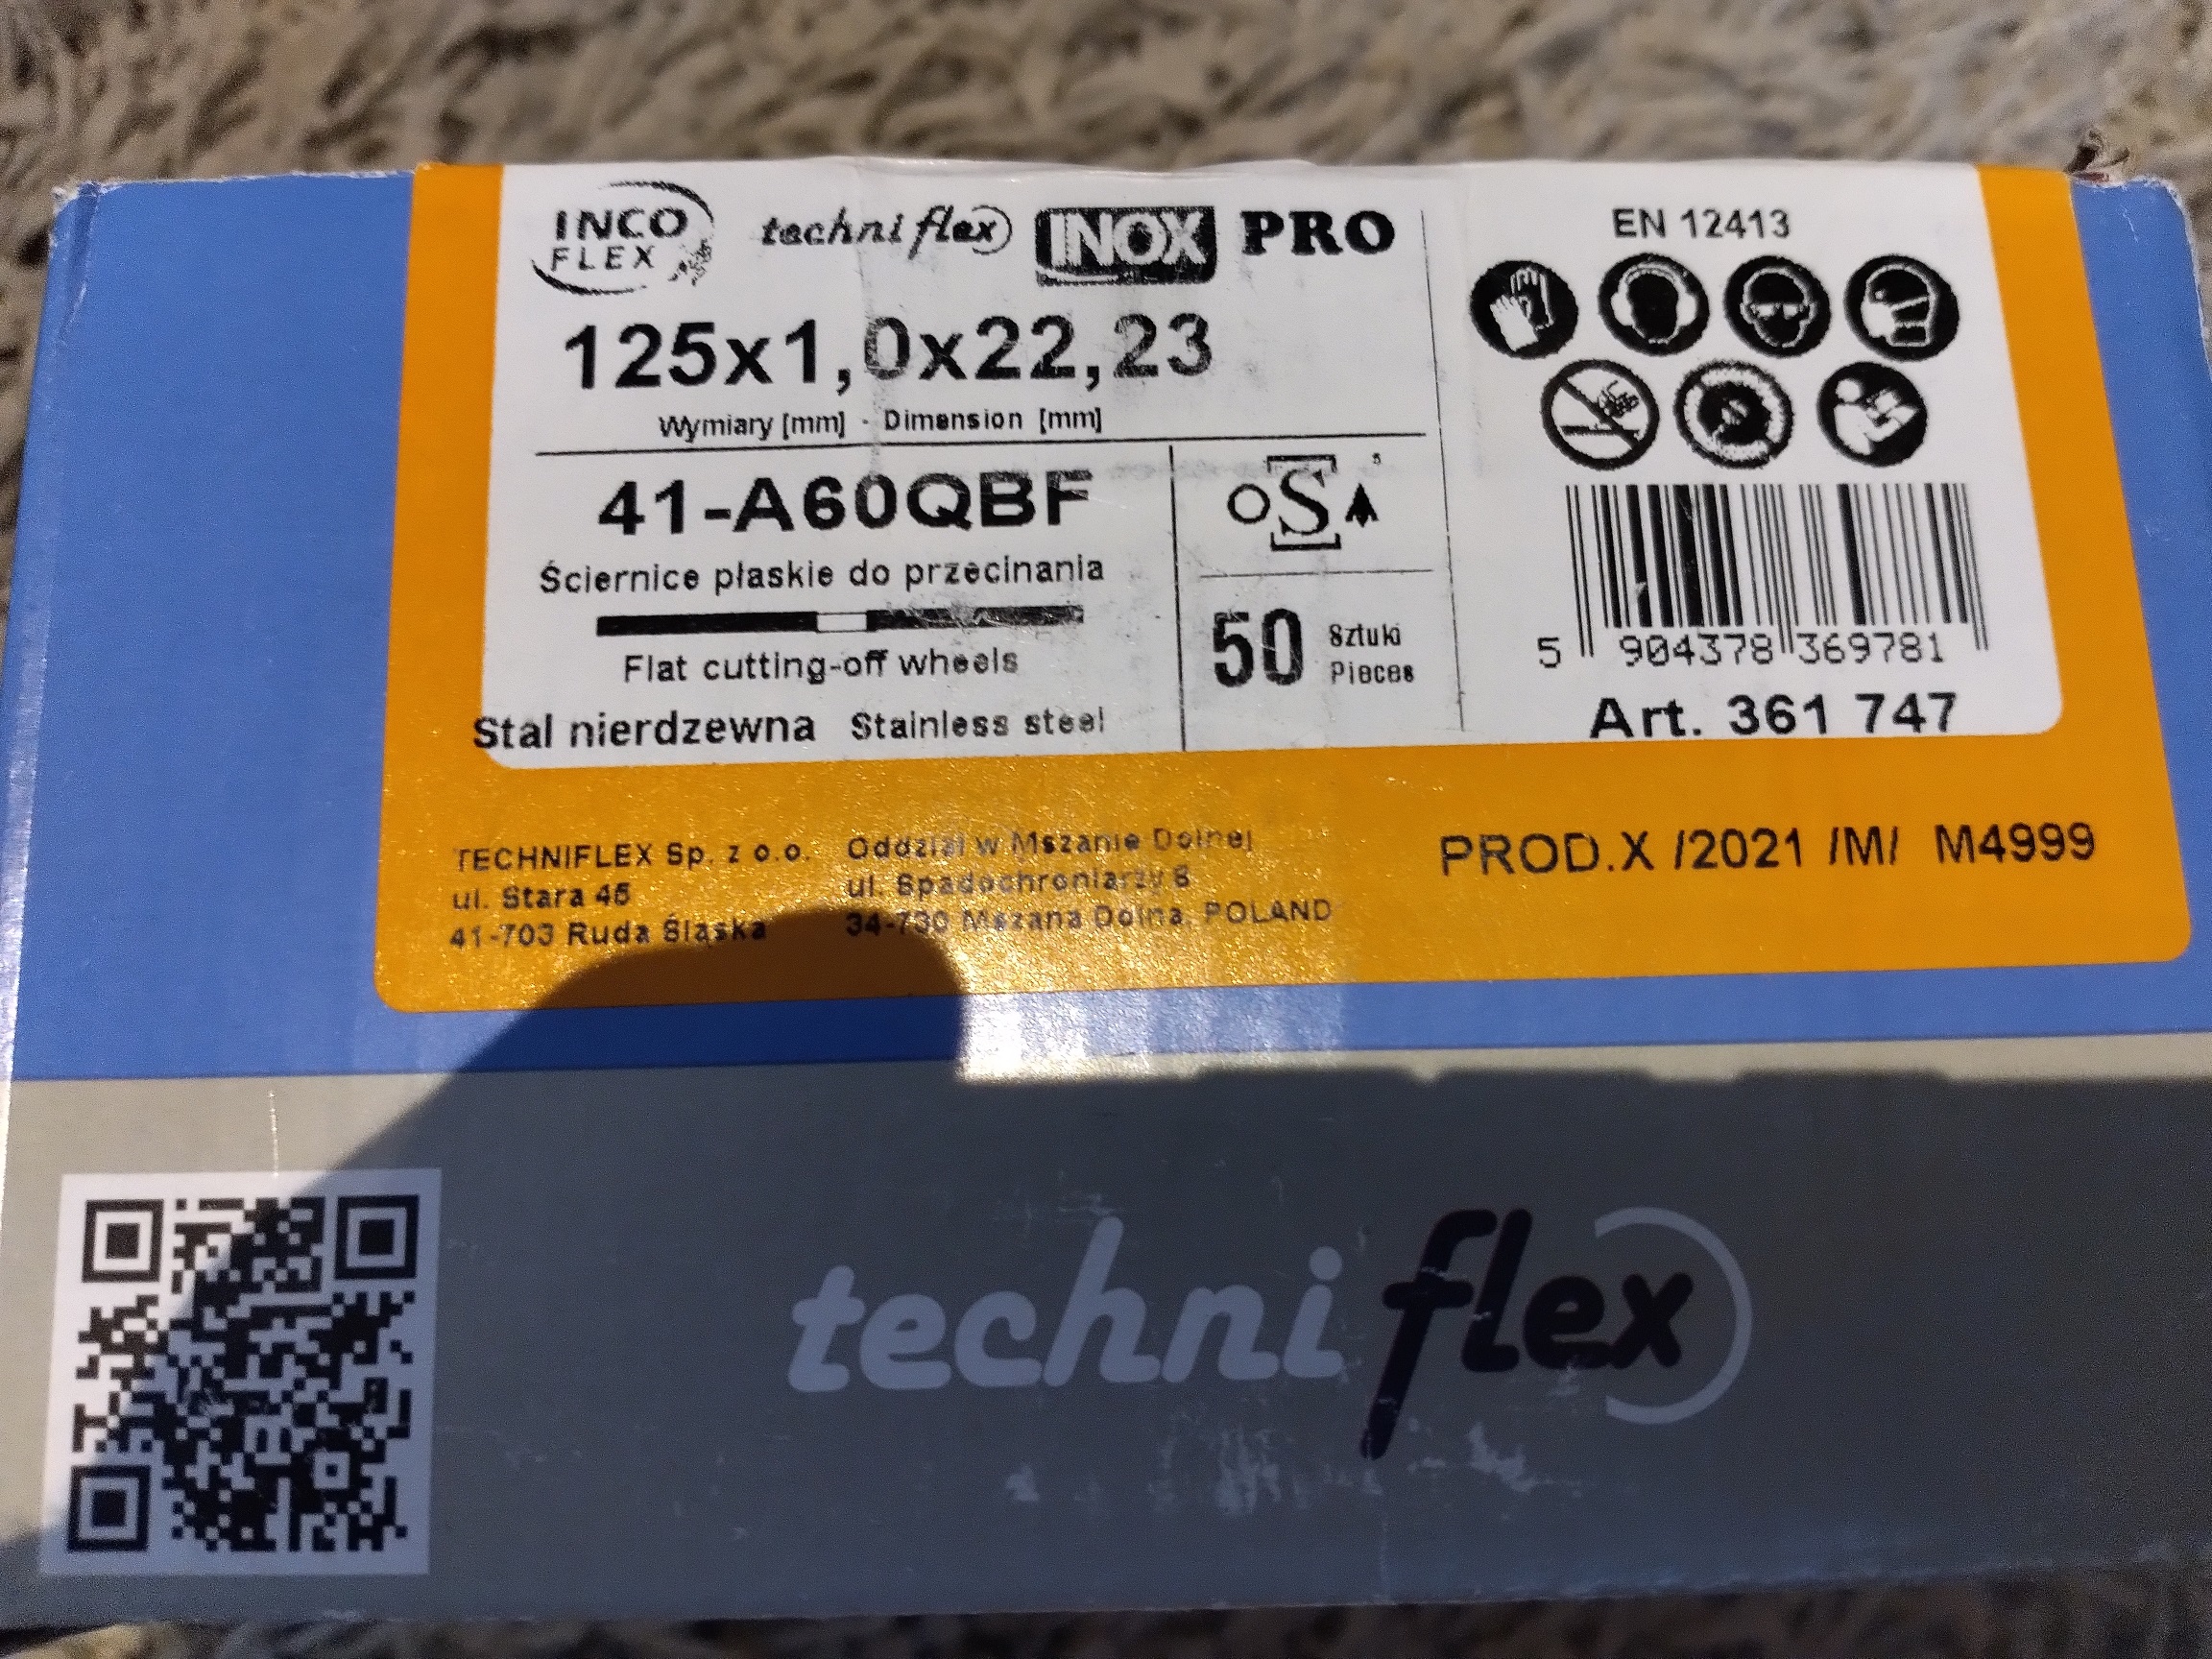 INCO
FLEX
techniflex INOX PRO
125x1,0x22,23
Wymiary [mm] - Dimension [mm]
41-A60QBF
Ściernice płaskie do przecinania
Flat cutting-off wheels
Stal nierdzewna Stainless steel
oSA
50 Sztuki
Pieces
EN 12413
5 904378 369781
Art. 361 747
TECHNIFLEX Sp. z o.o.
ul. Stara 45
41-703 Ruda Śląska
Oddział w Mszanie Dolnej
ul. Spadochroniarzy 6
34-730 Mszana Dolna, POLAND
PROD.X /2021 /M/ M4999
techniflex